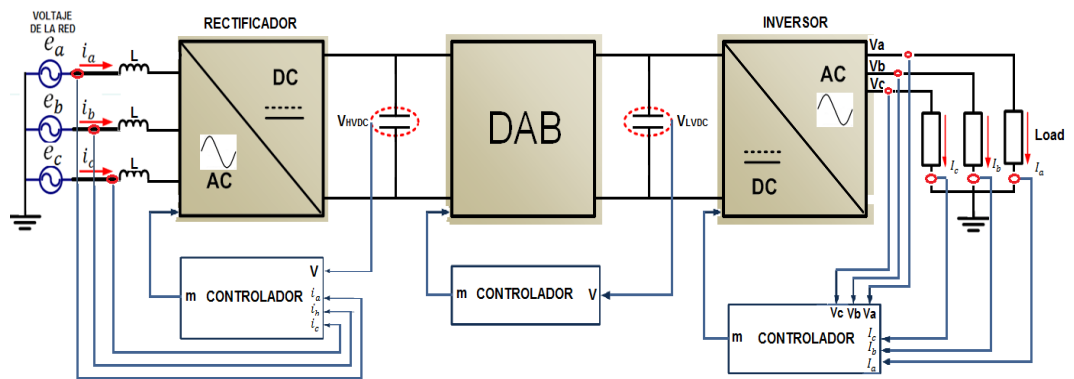 VOLTAJE
DE LA RED
RECTIFICADOR
INVERSOR
e_a
i_a
L
e_b
i_b
L
e_c
i_c
L
DC
AC
V_HVDC
DAB
V_LVDC
AC
DC
Va
Vb
Vc
Load
I_c
I_b
I_a
V
m CONTROLADOR
i_a
i_b
i_c
m CONTROLADOR V
Vc Vb Va
m CONTROLADOR
I_c
I_b
I_a